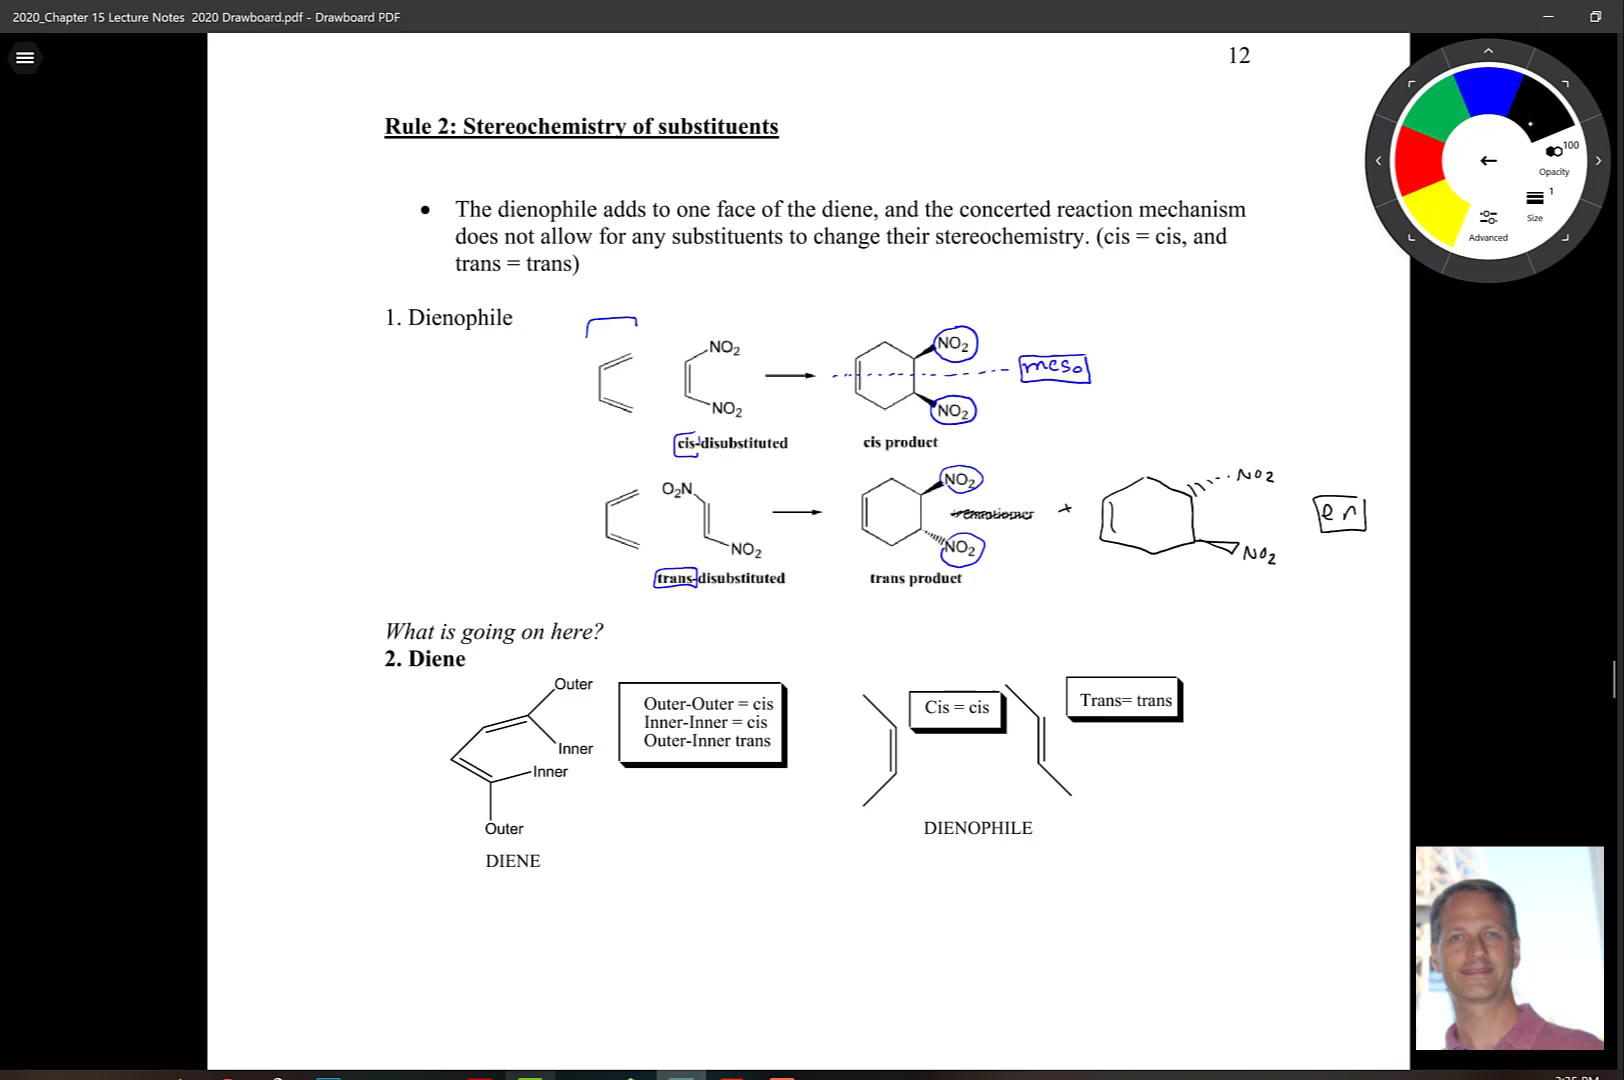 2020_Chapter 15 Lecture Notes  2020 Drawboard.pdf - Drawboard PDF
12
Rule 2: Stereochemistry of substituents
100
Opacity
1
Size
Advanced
• The dienophile adds to one face of the diene, and the concerted reaction mechanism
does not allow for any substituents to change their stereochemistry. (cis = cis, and
trans = trans)
1. Dienophile
NO2
NO2
NO2
NO2
meso
cis-disubstituted
cis product
O2N
NO2
NO2
NO2
+
NO2
NO2
trans-disubstituted
trans product
What is going on here?
2. Diene
Outer
Inner
Inner
Outer
DIENE
Outer-Outer = cis
Inner-Inner = cis
Outer-Inner trans
Cis = cis
Trans= trans
DIENOPHILE